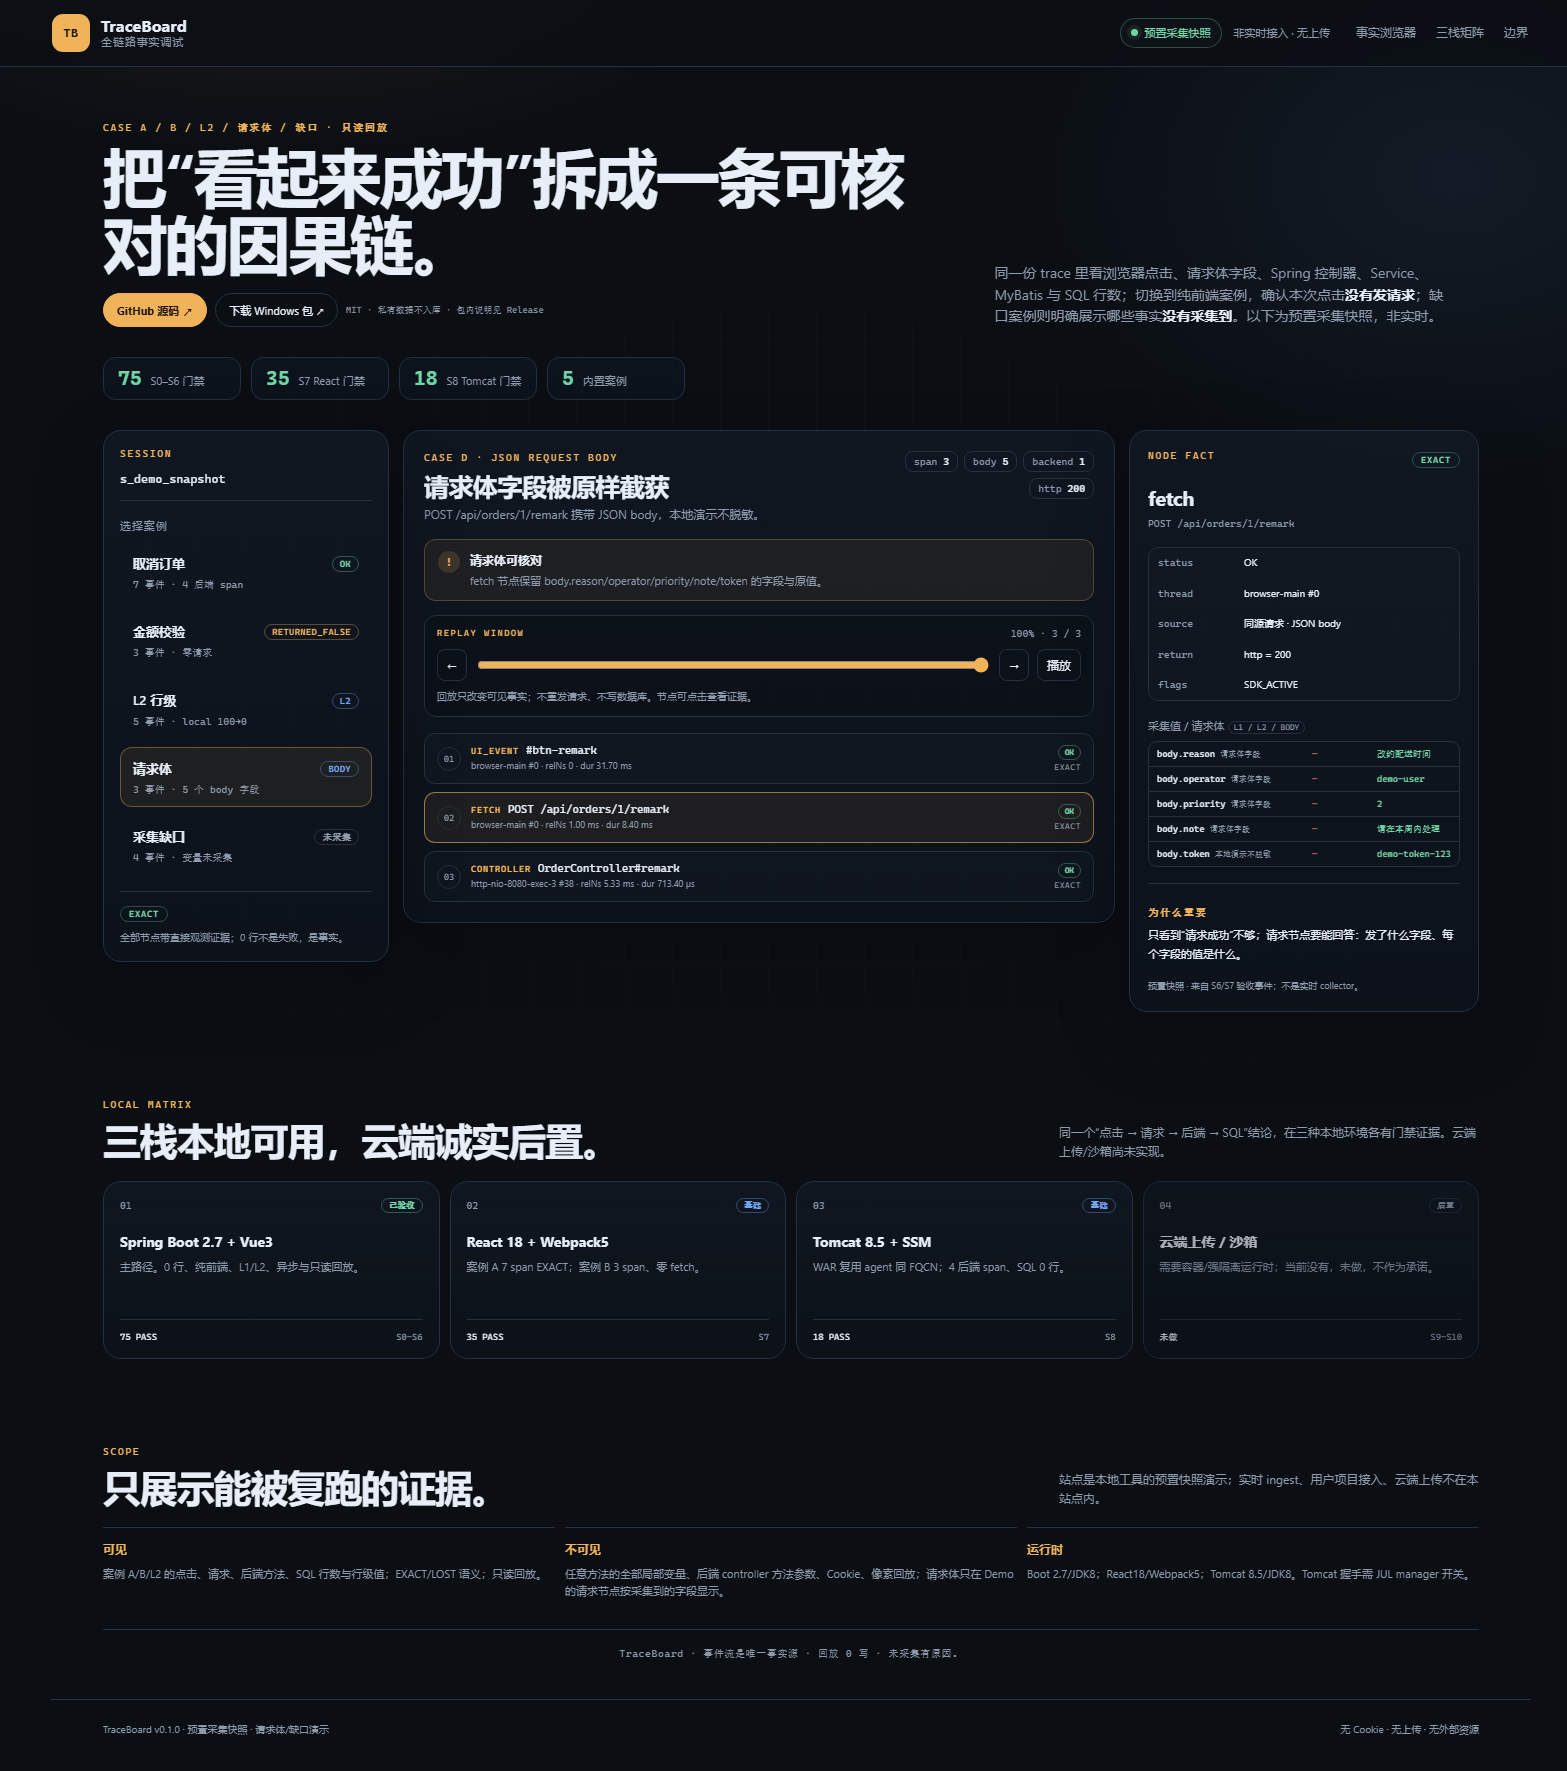 TB
TraceBoard
全链路事实调试
预置采集快照
非实时接入 · 无上传
事实浏览器
三栈矩阵
边界
CASE A / B / L2 / 请求体 / 缺口 · 只读回放
把“看起来成功”拆成一条可核
对的因果链。
同一份 trace 里看浏览器点击、请求体字段、Spring 控制器、Service、
MyBatis 与 SQL 行数；切换到纯前端案例，确认本次点击没有发请求；缺
口案例则明确展示哪些事实没有采集到。以下为预置采集快照，非实时。
GitHub 源码 ↗
下载 Windows 包 ↗
MIT · 私有数据不入库 · 包内说明见 Release
75 S0–S6 门禁
35 S7 React 门禁
18 S8 Tomcat 门禁
5 内置案例
SESSION
s_demo_snapshot
选择案例
取消订单
OK
7 事件 · 4 后端 span
金额校验
RETURNED_FALSE
3 事件 · 零请求
L2 行级
L2
5 事件 · local 100→0
请求体
BODY
3 事件 · 5 个 body 字段
采集缺口
未采集
4 事件 · 变量未采集
EXACT
全部节点带直接观测证据；0 行不是失败，是事实。
CASE D · JSON REQUEST BODY
span 3
body 5
backend 1
http 200
请求体字段被原样截获
POST /api/orders/1/remark 携带 JSON body，本地演示不脱敏。
!
请求体可核对
fetch 节点保留 body.reason/operator/priority/note/token 的字段与原值。
REPLAY WINDOW
100% · 3 / 3
←
→
播放
回放只改变可见事实；不重发请求、不写数据库。节点可点击查看证据。
01
UI_EVENT #btn-remark
browser-main #0 · relNs 0 · dur 31.70 ms
OK
EXACT
02
FETCH POST /api/orders/1/remark
browser-main #0 · relNs 1.00 ms · dur 8.40 ms
OK
EXACT
03
CONTROLLER OrderController#remark
http-nio-8080-exec-3 #38 · relNs 5.33 ms · dur 713.40 μs
OK
EXACT
NODE FACT
EXACT
fetch
POST /api/orders/1/remark
status OK
thread browser-main #0
source 同源请求 · JSON body
return http = 200
flags SDK_ACTIVE
采集值 / 请求体 L1 / L2 / BODY
body.reason 请求体字段 — 改约配送时间
body.operator 请求体字段 — demo-user
body.priority 请求体字段 — 2
body.note 请求体字段 — 请在本周内处理
body.token 本地演示不脱敏 — demo-token-123
为什么重要
只看到“请求成功”不够；请求节点要能回答：发了什么字段、每
个字段的值是什么。
预置快照 · 来自 S6/S7 验收事件；不是实时 collector。
LOCAL MATRIX
三栈本地可用，云端诚实后置。
同一个“点击 → 请求 → 后端 → SQL”结论，在三种本地环境各有门禁证据。云端
上传/沙箱尚未实现。
01
已验收
Spring Boot 2.7 + Vue3
主路径。0 行、纯前端、L1/L2、异步与只读回放。
75 PASS
S0–S6
02
基础
React 18 + Webpack5
案例 A 7 span EXACT；案例 B 3 span、零 fetch。
35 PASS
S7
03
基础
Tomcat 8.5 + SSM
WAR 复用 agent 同 FQCN；4 后端 span、SQL 0 行。
18 PASS
S8
04
后置
云端上传 / 沙箱
需要容器/强隔离运行时；当前没有，未做，不作为承诺。
未做
S9–S10
SCOPE
只展示能被复跑的证据。
站点是本地工具的预置快照演示；实时 ingest、用户项目接入、云端上传不在本
站点内。
可见
案例 A/B/L2 的点击、请求、后端方法、SQL 行数与行级值；EXACT/LOST 语义；只读回放。
不可见
任意方法的全部局部变量、后端 controller 方法参数、Cookie、像素回放；请求体只在 Demo
的请求节点按采集到的字段显示。
运行时
Boot 2.7/JDK8；React18/Webpack5；Tomcat 8.5/JDK8。Tomcat 握手需 JUL manager 开关。
TraceBoard · 事件流是唯一事实源 · 回放 0 写 · 未采集有原因。
TraceBoard v0.1.0 · 预置采集快照 · 请求体/缺口演示
无 Cookie · 无上传 · 无外部资源